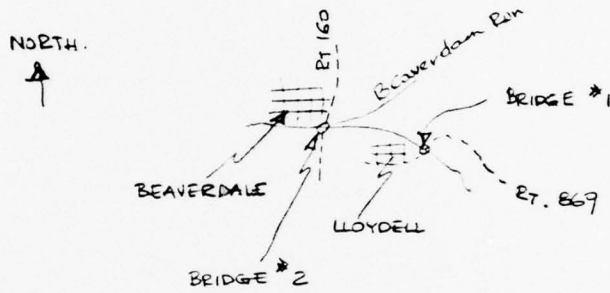 NORTH.
RT 160
Beaverdam Run
BRIDGE #1
BEAVERDALE
LLOYDELL
RT. 869
BRIDGE #2